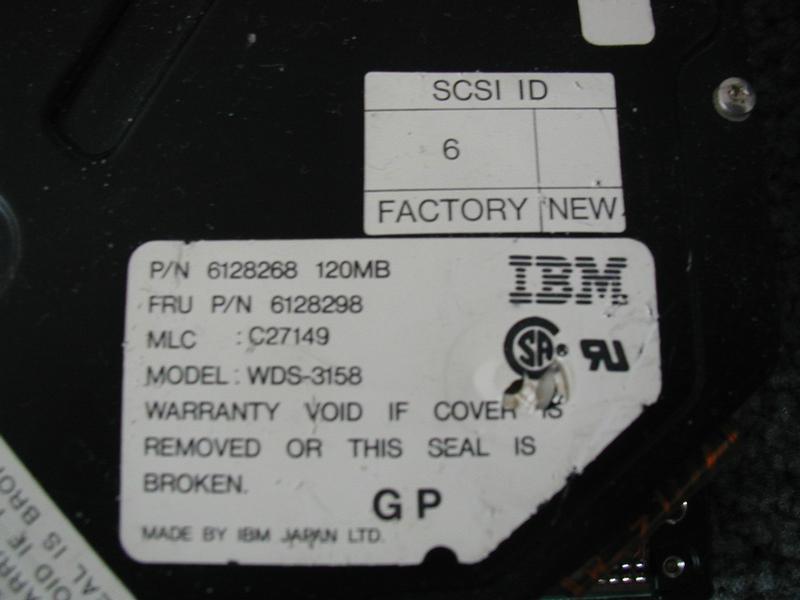 SCSI ID
6
FACTORY NEW
P/N 6128268 120MB
IBM
FRU P/N 6128298
MLC : C27149
MODEL: WDS-3158
WARRANTY VOID IF COVER IS
REMOVED OR THIS SEAL IS
BROKEN.
GP
MADE BY IBM JAPAN LTD.
SA